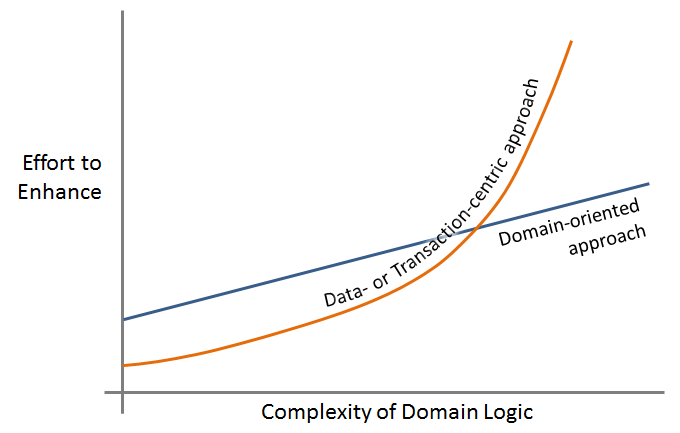 Effort to
Enhance
Data- or Transaction-centric approach
Domain-oriented
approach
Complexity of Domain Logic